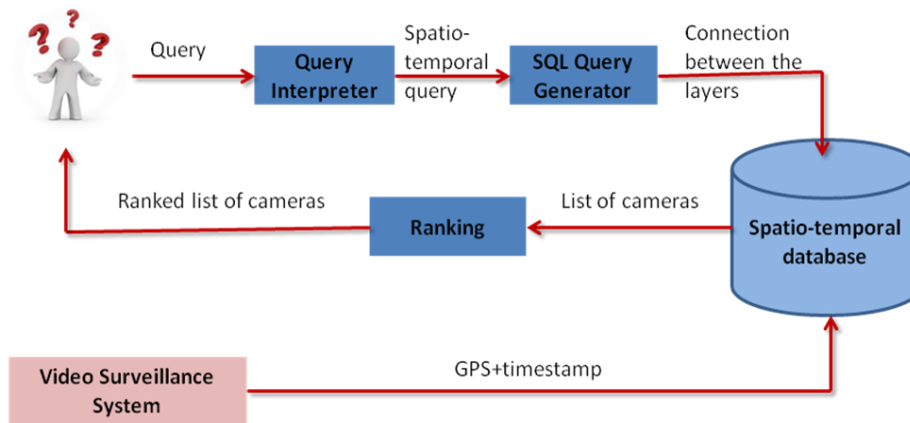 Query
Query
Interpreter
Spatio-
temporal
query
SQL Query
Generator
Connection
between the
layers
Ranked list of cameras
Ranking
List of cameras
Spatio-temporal
database
Video Surveillance
System
GPS+timestamp